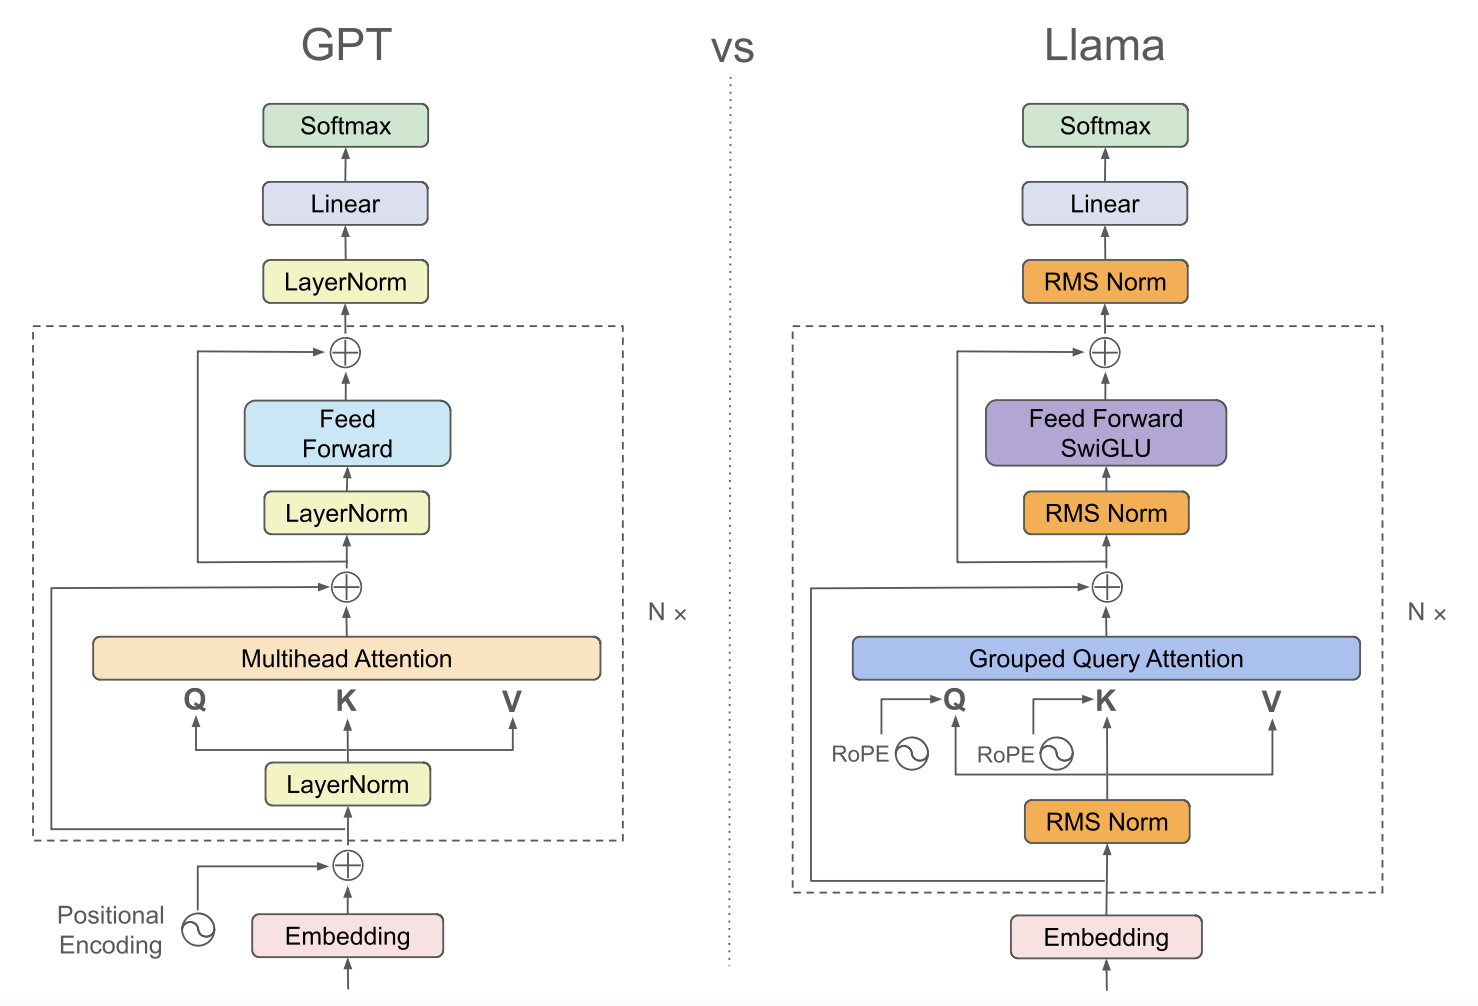 GPT
vs
Llama
Softmax
Linear
LayerNorm
Feed
Forward
LayerNorm
N ×
Multihead Attention
Q
K
V
LayerNorm
Positional
Encoding
Embedding
Softmax
Linear
RMS Norm
Feed Forward
SwiGLU
RMS Norm
N ×
Grouped Query Attention
Q
K
V
RoPE
RoPE
RMS Norm
Embedding